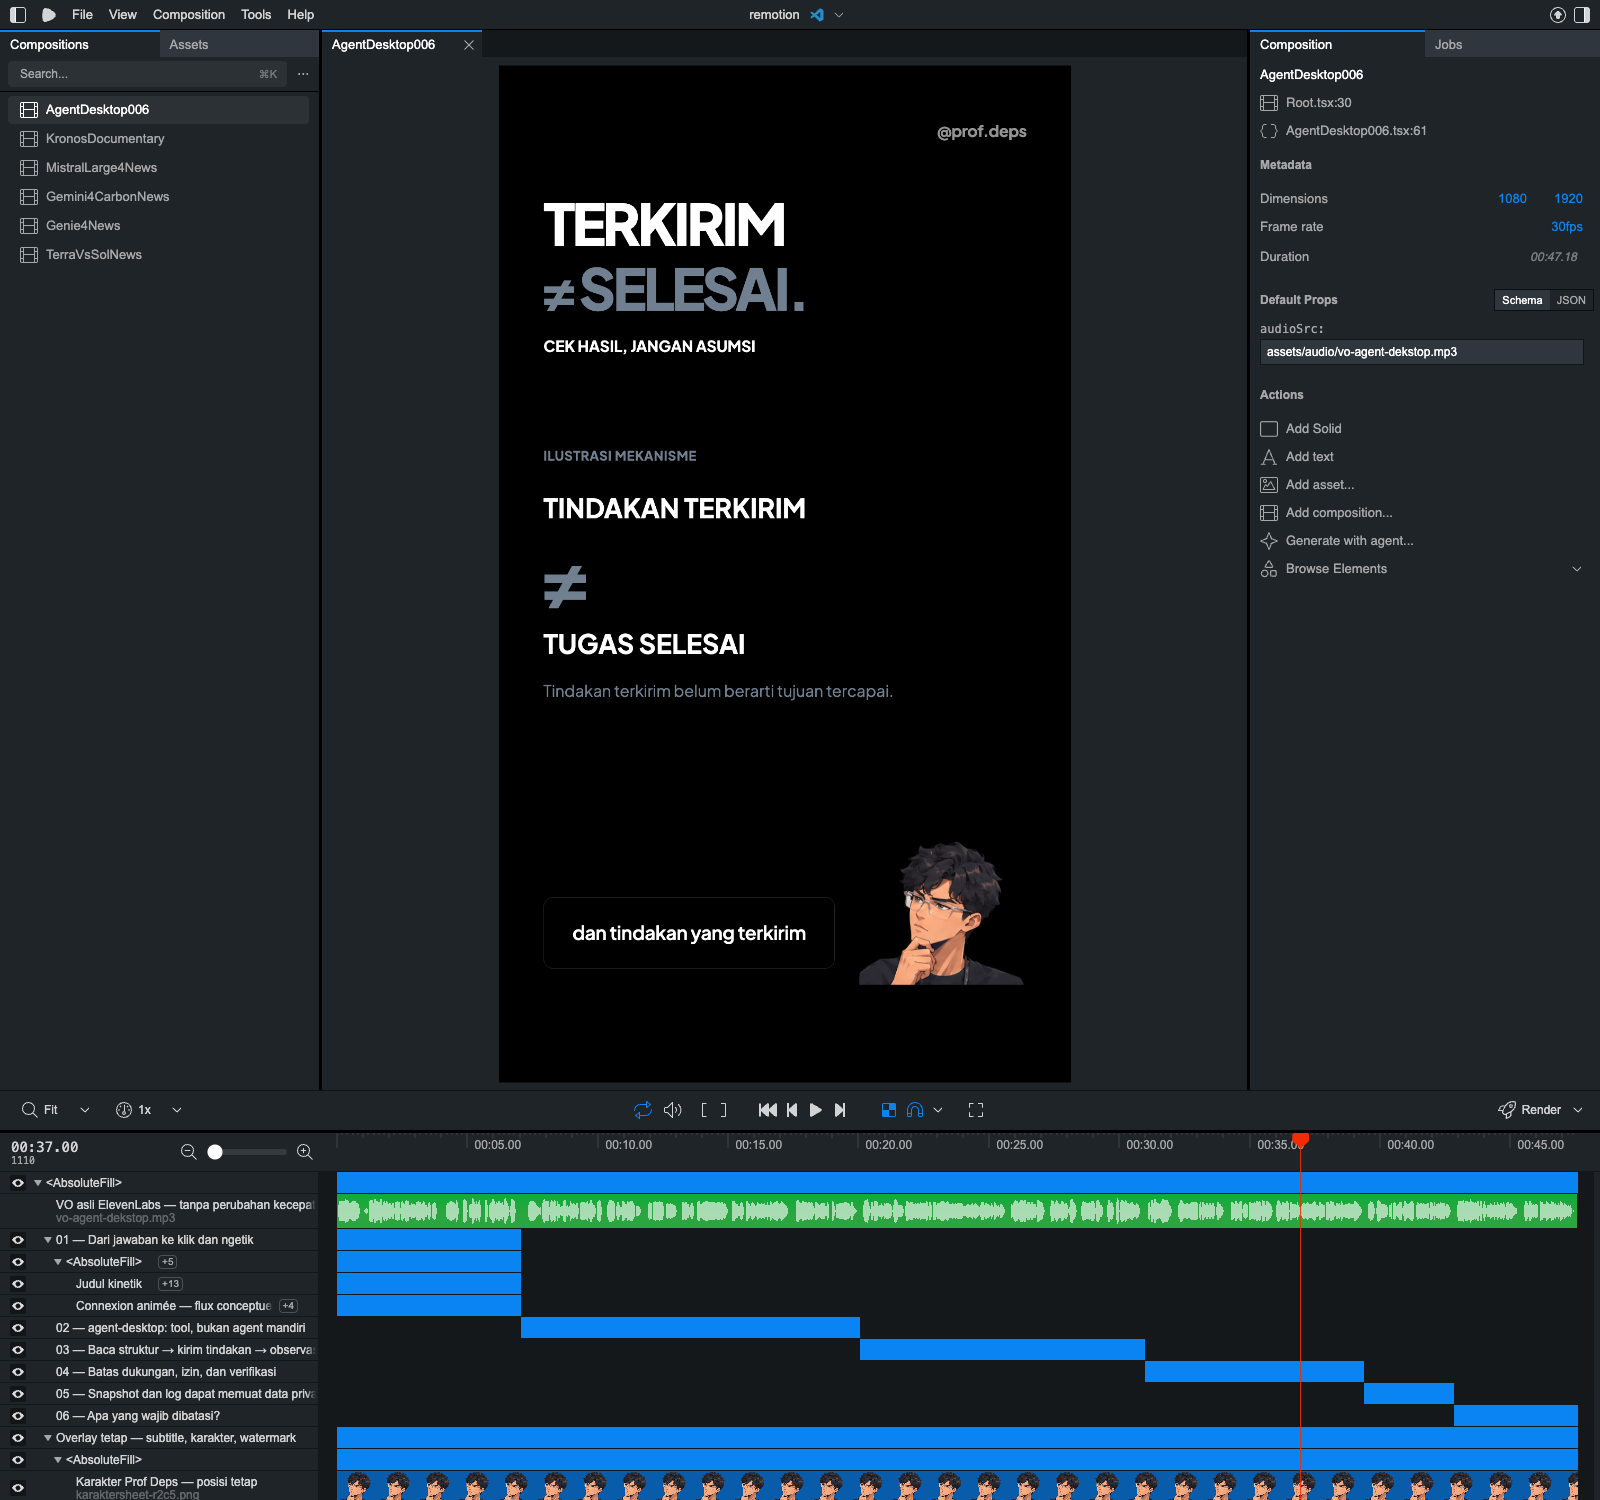 File View Composition Tools Help
remotion
Compositions
Assets
AgentDesktop006
Composition
Jobs
Search...
⌘K
AgentDesktop006
KronosDocumentary
MistralLarge4News
Gemini4CarbonNews
Genie4News
TerraVsSolNews
@prof.deps
TERKIRIM
≠ SELESAI.
CEK HASIL, JANGAN ASUMSI
ILUSTRASI MEKANISME
TINDAKAN TERKIRIM
≠
TUGAS SELESAI
Tindakan terkirim belum berarti tujuan tercapai.
dan tindakan yang terkirim
AgentDesktop006
Root.tsx:30
AgentDesktop006.tsx:61
Metadata
Dimensions 1080 1920
Frame rate 30fps
Duration 00:47.18
Default Props
Schema JSON
audioSrc:
assets/audio/vo-agent-dekstop.mp3
Actions
Add Solid
Add text
Add asset...
Add composition...
Generate with agent...
Browse Elements
Fit
1x
Render
00:37.00
1110
00:05.00 00:10.00 00:15.00 00:20.00 00:25.00 00:30.00 00:35.00 00:40.00 00:45.00
<AbsoluteFill>
VO asli ElevenLabs — tanpa perubahan kecepat
vo-agent-dekstop.mp3
01 — Dari jawaban ke klik dan ngetik
<AbsoluteFill> +5
Judul kinetik +13
Connexion animée — flux conceptue +4
02 — agent-desktop: tool, bukan agent mandiri
03 — Baca struktur → kirim tindakan → observa
04 — Batas dukungan, izin, dan verifikasi
05 — Snapshot dan log dapat memuat data priva
06 — Apa yang wajib dibatasi?
Overlay tetap — subtitle, karakter, watermark
<AbsoluteFill>
Karakter Prof Deps — posisi tetap
karaktersheet-r2c5.png